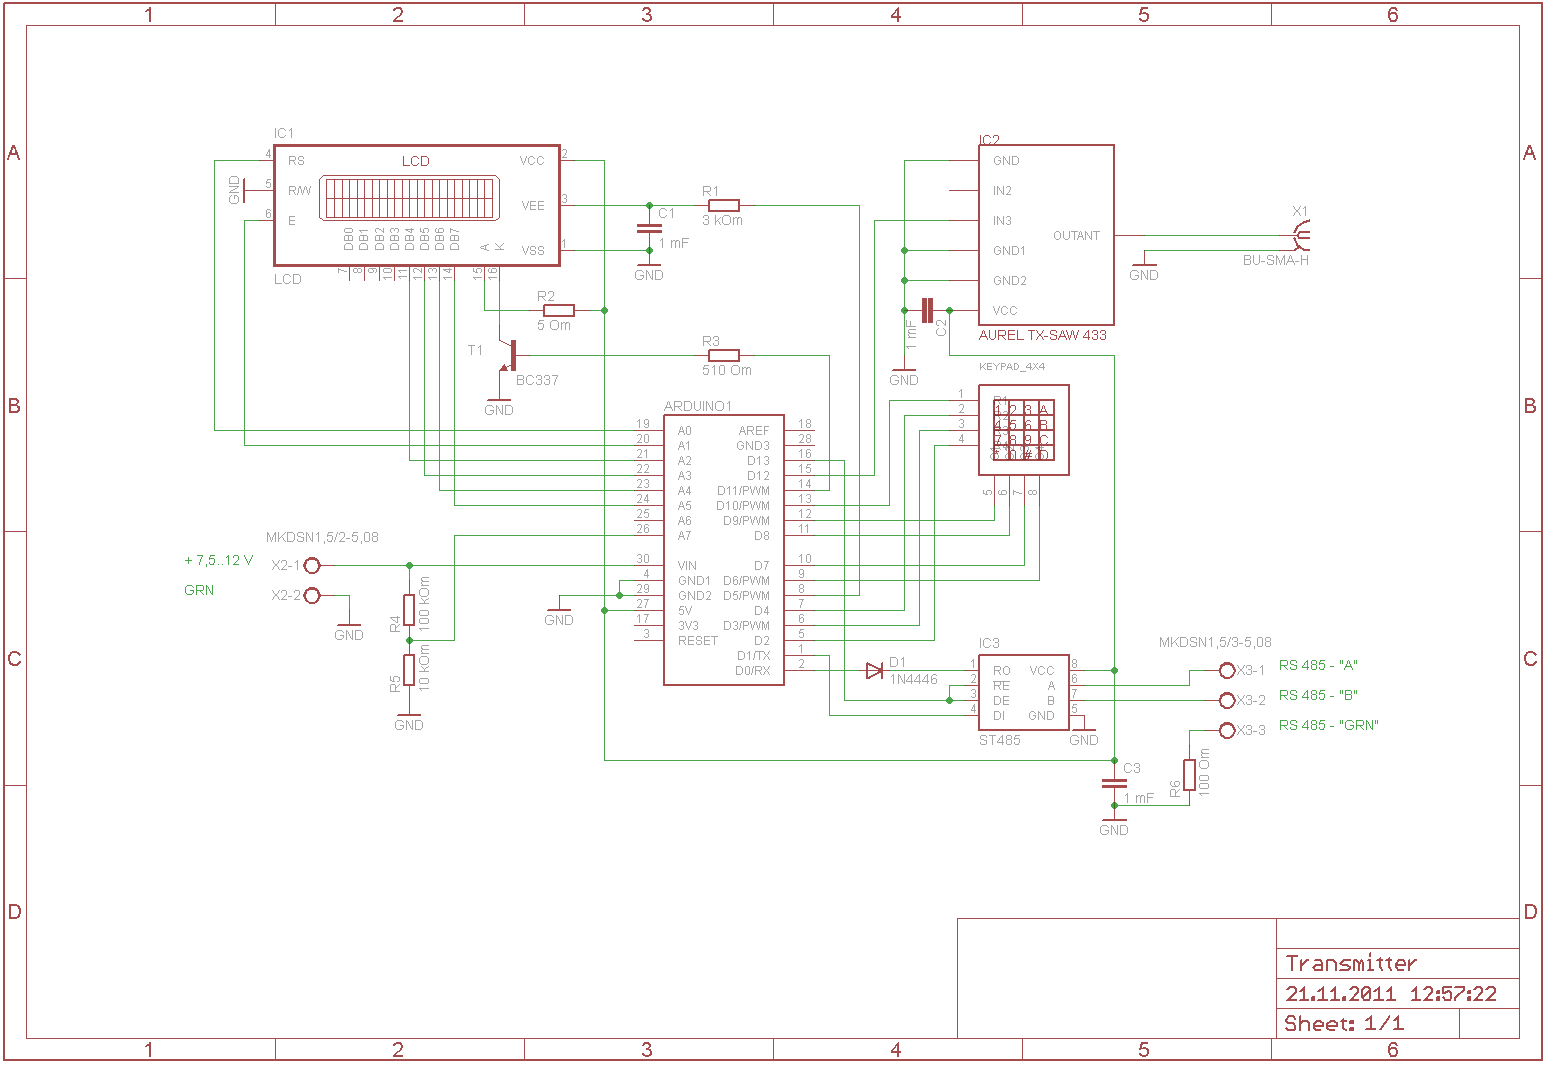 1 2 3 4 5 6
A A
B B
C C
D D
IC1
LCD
4 RS
5 R/W
6 E
GND
VCC 2
VEE 3
VSS 1
DB0 DB1 DB2 DB3 DB4 DB5 DB6 DB7 A K
7 8 9 10 11 12 13 14 15 16
LCD
R1
3 kOm
C1
1 mF
GND
R2
5 Om
T1
BC337
GND
R3
510 Om
IC2
GND
IN2
IN3
GND1
GND2
VCC
OUTANT
AUREL TX-SAW 433
X1
BU-SMA-H
GND
1 mF
C2
GND
KEYPAD_4X4
1
2
3
4
1 2 3 A
4 5 6 B
7 8 9 C
5 6 7 8
ARDUINO1
19 A0 AREF 18
20 A1 GND3 28
21 A2 D13 16
22 A3 D12 15
23 A4 D11/PWM 14
24 A5 D10/PWM 13
25 A6 D9/PWM 12
26 A7 D8 11
30 VIN D7 10
4 GND1 D6/PWM 9
29 GND2 D5/PWM 8
27 5V D4 7
17 3V3 D3/PWM 6
3 RESET D2 5
D1/TX 1
D0/RX 2
GND
MKDSN1,5/2-5,08
+ 7,5..12 V X2-1
GRN X2-2
GND
R4
100 kOm
R5
10 kOm
GND
D1
1N4446
IC3
1 RO VCC 8
2 RE A 6
3 DE B 7
4 DI GND 5
ST485
GND
MKDSN1,5/3-5,08
X3-1 RS 485 - "A"
X3-2 RS 485 - "B"
X3-3 RS 485 - "GRN"
R6
100 Om
C3
1 mF
GND
Transmitter
21.11.2011 12:57:22
Sheet: 1/1
1 2 3 4 5 6